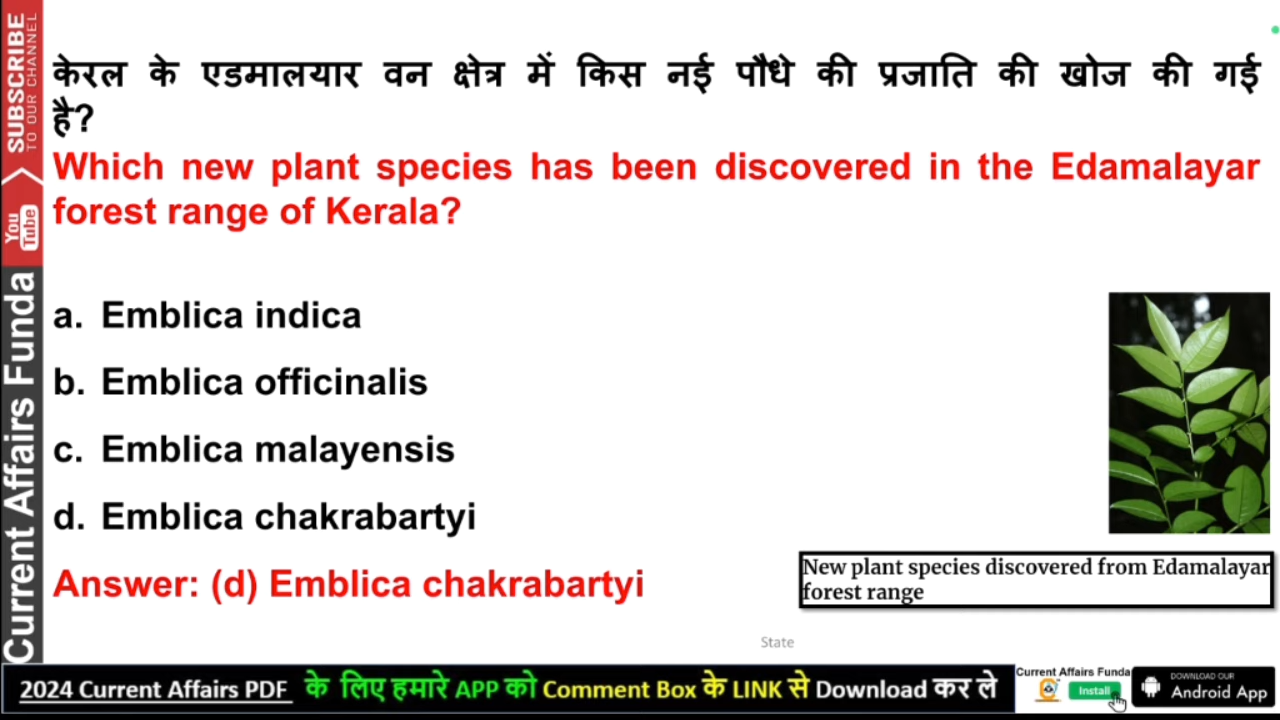 केरल के एडमालयार वन क्षेत्र में किस नई पौधे की प्रजाति की खोज की गई
है?
Which new plant species has been discovered in the Edamalayar
forest range of Kerala?
a. Emblica indica
b. Emblica officinalis
c. Emblica malayensis
d. Emblica chakrabartyi
Answer: (d) Emblica chakrabartyi
New plant species discovered from Edamalayar
forest range
State
SUBSCRIBE
TO OUR CHANNEL
You
Tube
Current Affairs Funda
2024 Current Affairs PDF के लिए हमारे APP को Comment Box के LINK से Download कर ले
Current Affairs Funda
Install
DOWNLOAD OUR
Android App